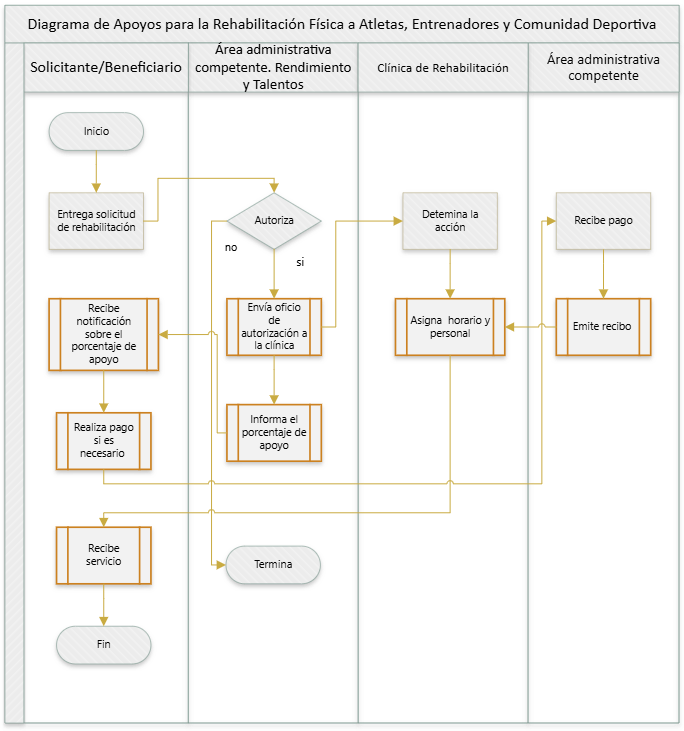 Diagrama de Apoyos para la Rehabilitación Física a Atletas, Entrenadores y Comunidad Deportiva
Solicitante/Beneficiario
Área administrativa
competente. Rendimiento
y Talentos
Clínica de Rehabilitación
Área administrativa
competente
Inicio
Entrega solicitud
de rehabilitación
Autoriza
no
si
Detemina la
acción
Recibe pago
Recibe
notificación
sobre el
porcentaje de
apoyo
Envía oficio
de
autorización a
la clínica
Asigna horario y
personal
Emite recibo
Realiza pago
si es
necesario
Informa el
porcentaje de
apoyo
Recibe
servicio
Termina
Fin